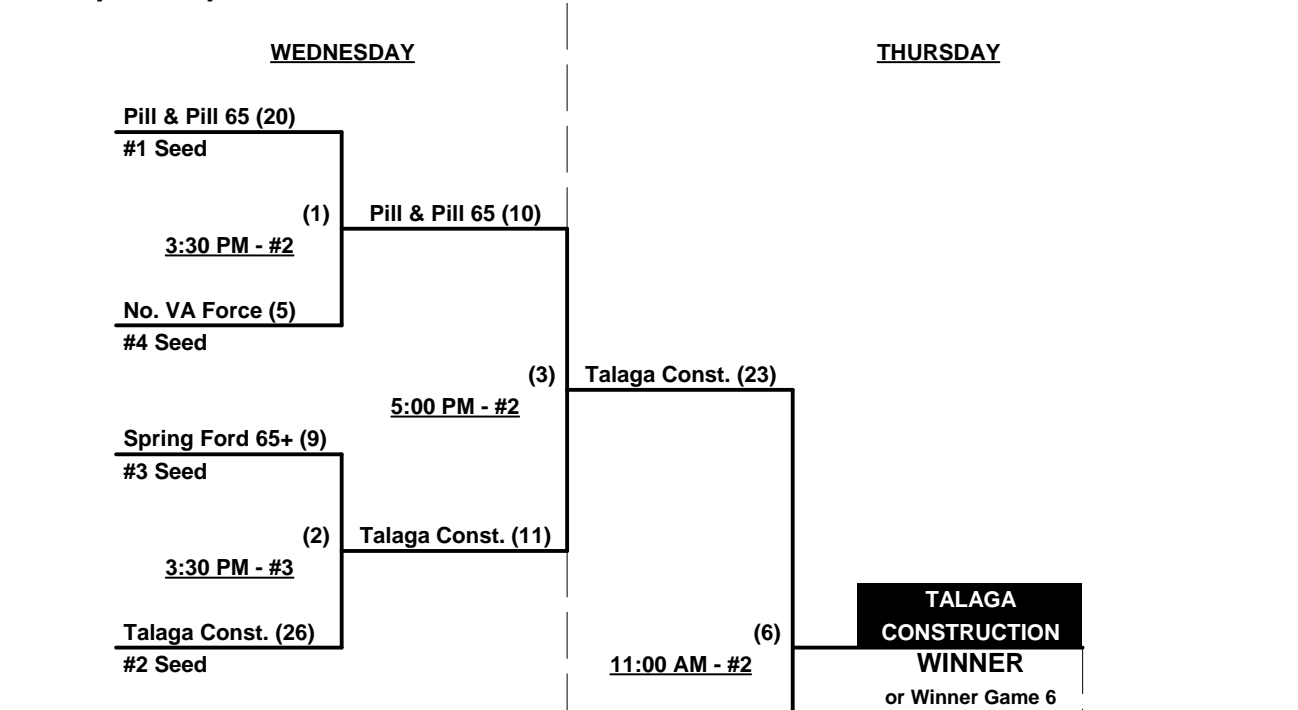 WEDNESDAY
THURSDAY
Pill & Pill 65 (20)
#1 Seed
(1)
Pill & Pill 65 (10)
3:30 PM - #2
No. VA Force (5)
#4 Seed
(3)
Talaga Const. (23)
5:00 PM - #2
Spring Ford 65+ (9)
#3 Seed
(2)
Talaga Const. (11)
3:30 PM - #3
TALAGA
CONSTRUCTION
Talaga Const. (26)
(6)
#2 Seed
11:00 AM - #2
WINNER
or Winner Game 6